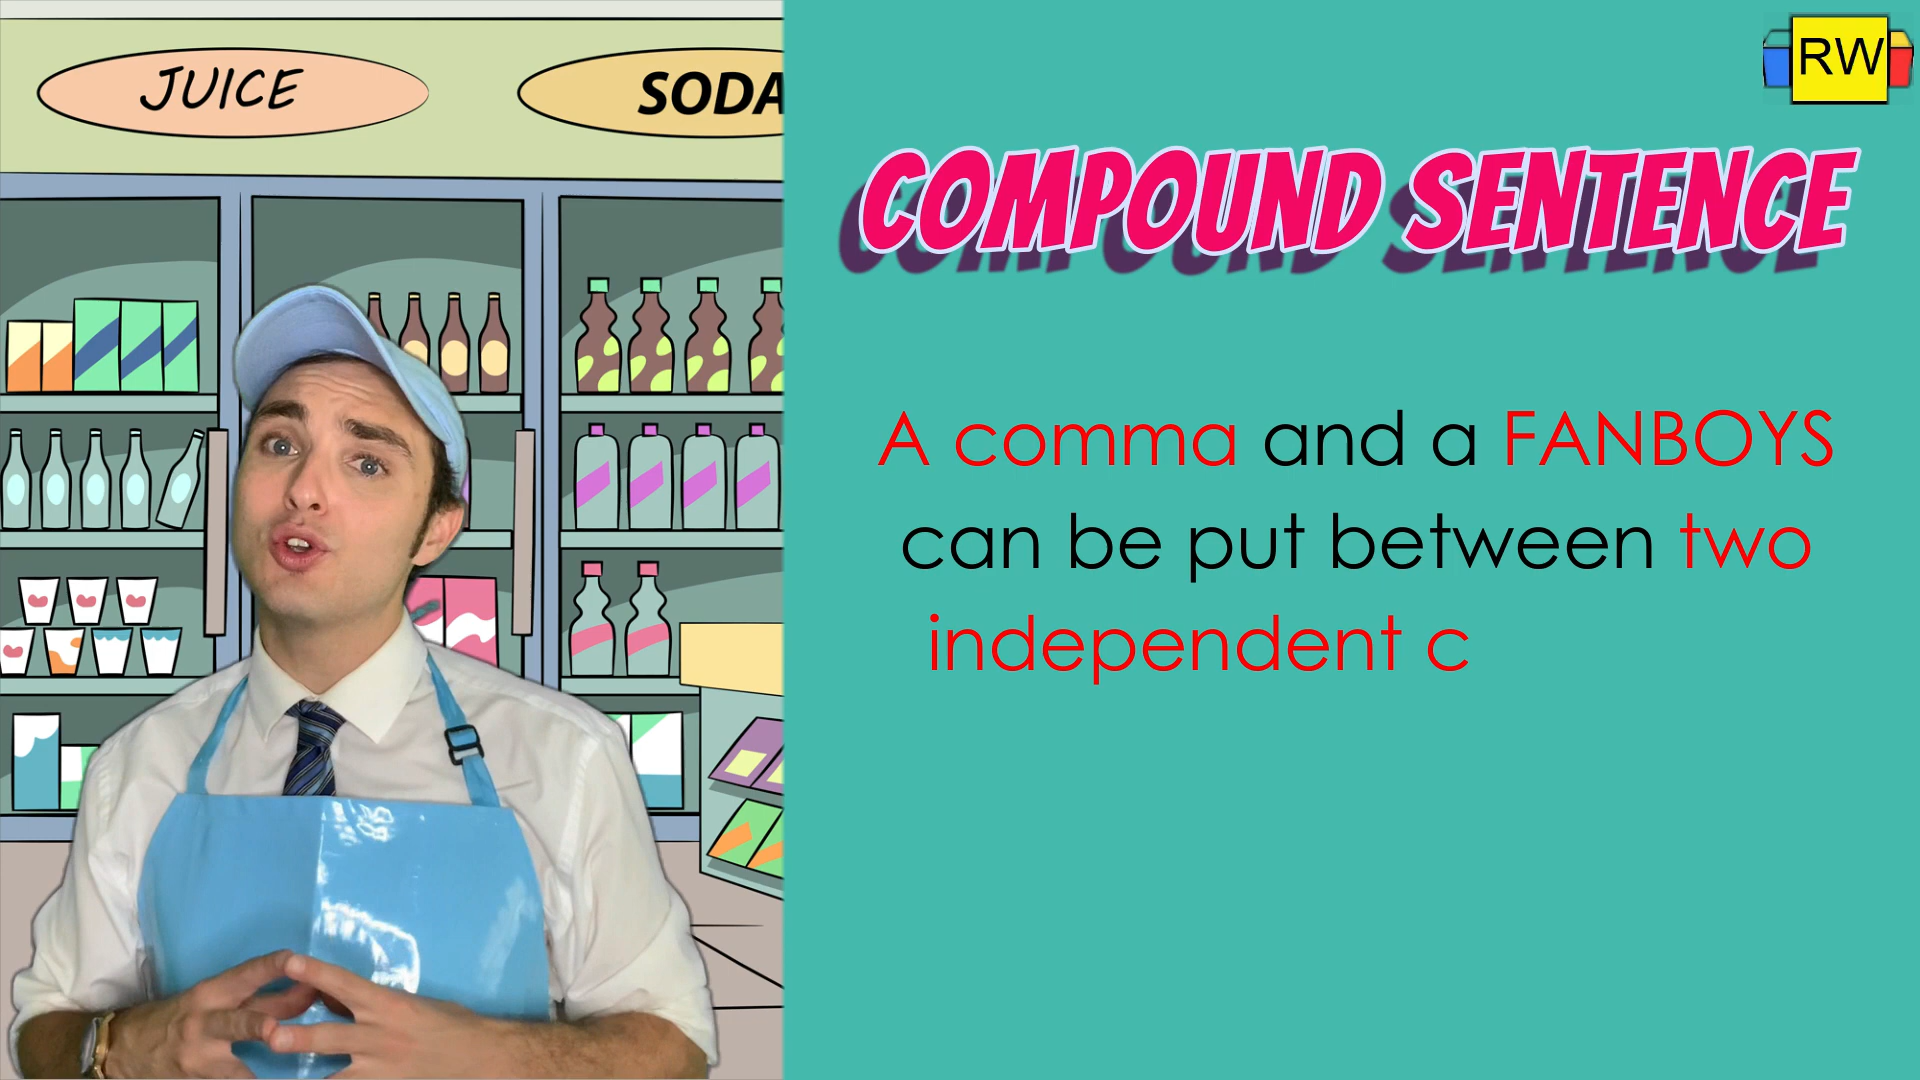 JUICE
SODA
RW
COMPOUND SENTENCE
A comma and a FANBOYS
can be put between two
independent c